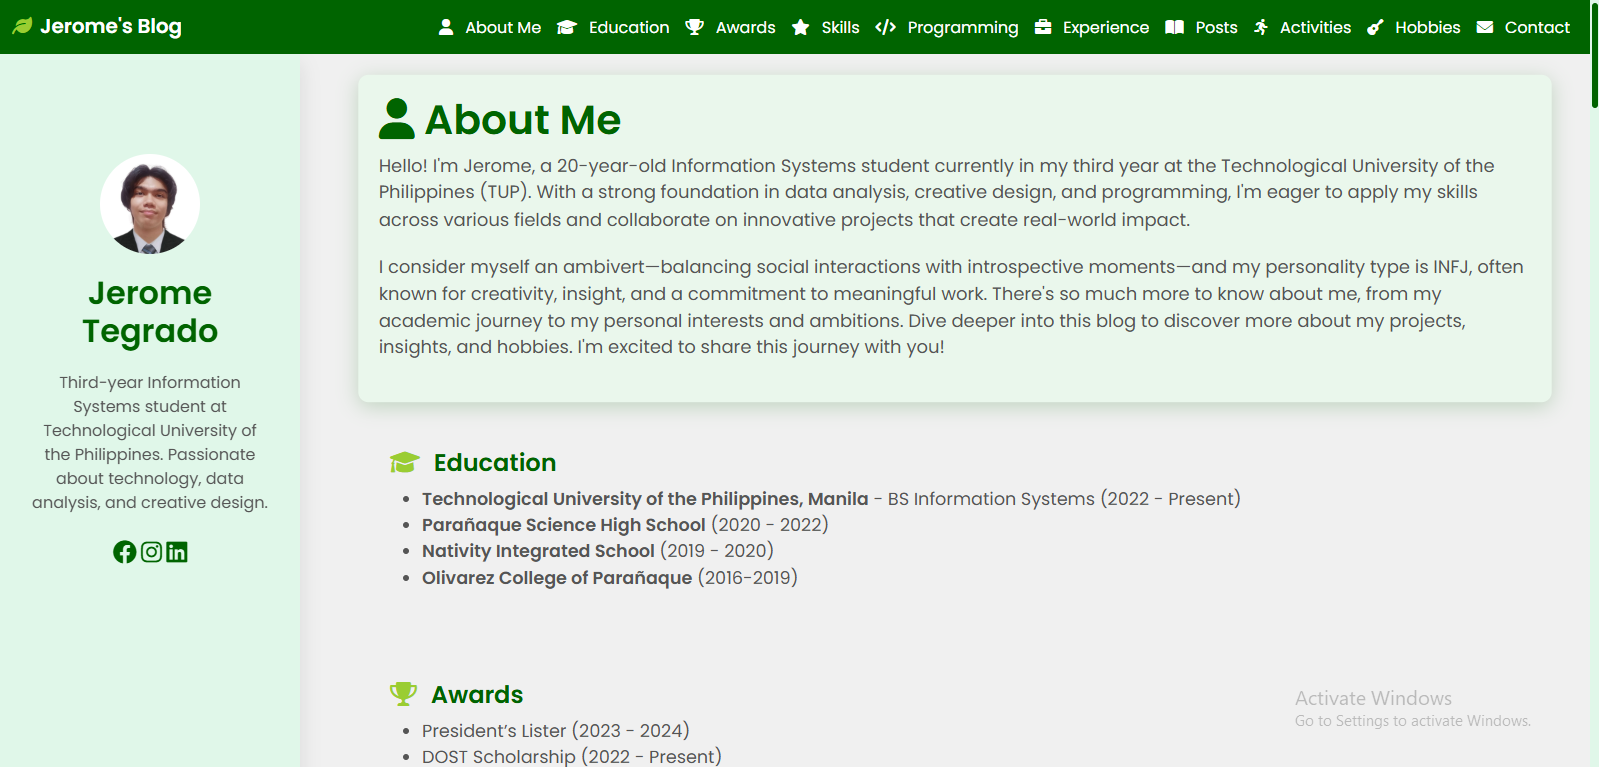 Jerome's Blog
About Me Education Awards Skills Programming Experience Posts Activities Hobbies Contact
Jerome
Tegrado
Third-year Information
Systems student at
Technological University of
the Philippines. Passionate
about technology, data
analysis, and creative design.
About Me
Hello! I'm Jerome, a 20-year-old Information Systems student currently in my third year at the Technological University of the
Philippines (TUP). With a strong foundation in data analysis, creative design, and programming, I'm eager to apply my skills
across various fields and collaborate on innovative projects that create real-world impact.
I consider myself an ambivert—balancing social interactions with introspective moments—and my personality type is INFJ, often
known for creativity, insight, and a commitment to meaningful work. There's so much more to know about me, from my
academic journey to my personal interests and ambitions. Dive deeper into this blog to discover more about my projects,
insights, and hobbies. I'm excited to share this journey with you!
Education
• Technological University of the Philippines, Manila - BS Information Systems (2022 - Present)
• Parañaque Science High School (2020 - 2022)
• Nativity Integrated School (2019 - 2020)
• Olivarez College of Parañaque (2016-2019)
Awards
• President’s Lister (2023 - 2024)
• DOST Scholarship (2022 - Present)
Activate Windows
Go to Settings to activate Windows.